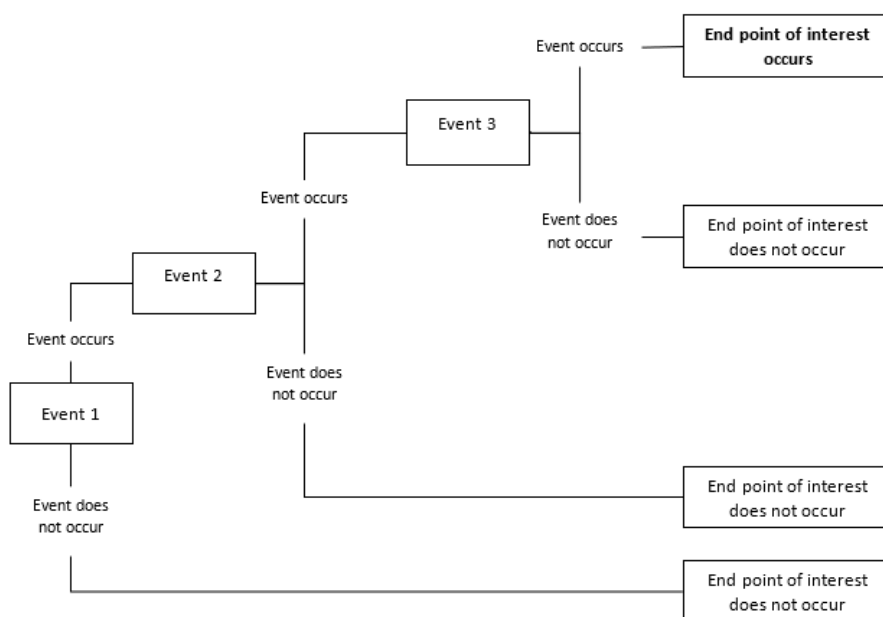 Event occurs
End point of interest
occurs
Event 3
Event occurs
Event does
not occur
End point of interest
does not occur
Event 2
Event occurs
Event does
not occur
Event 1
End point of interest
does not occur
Event does
not occur
End point of interest
does not occur